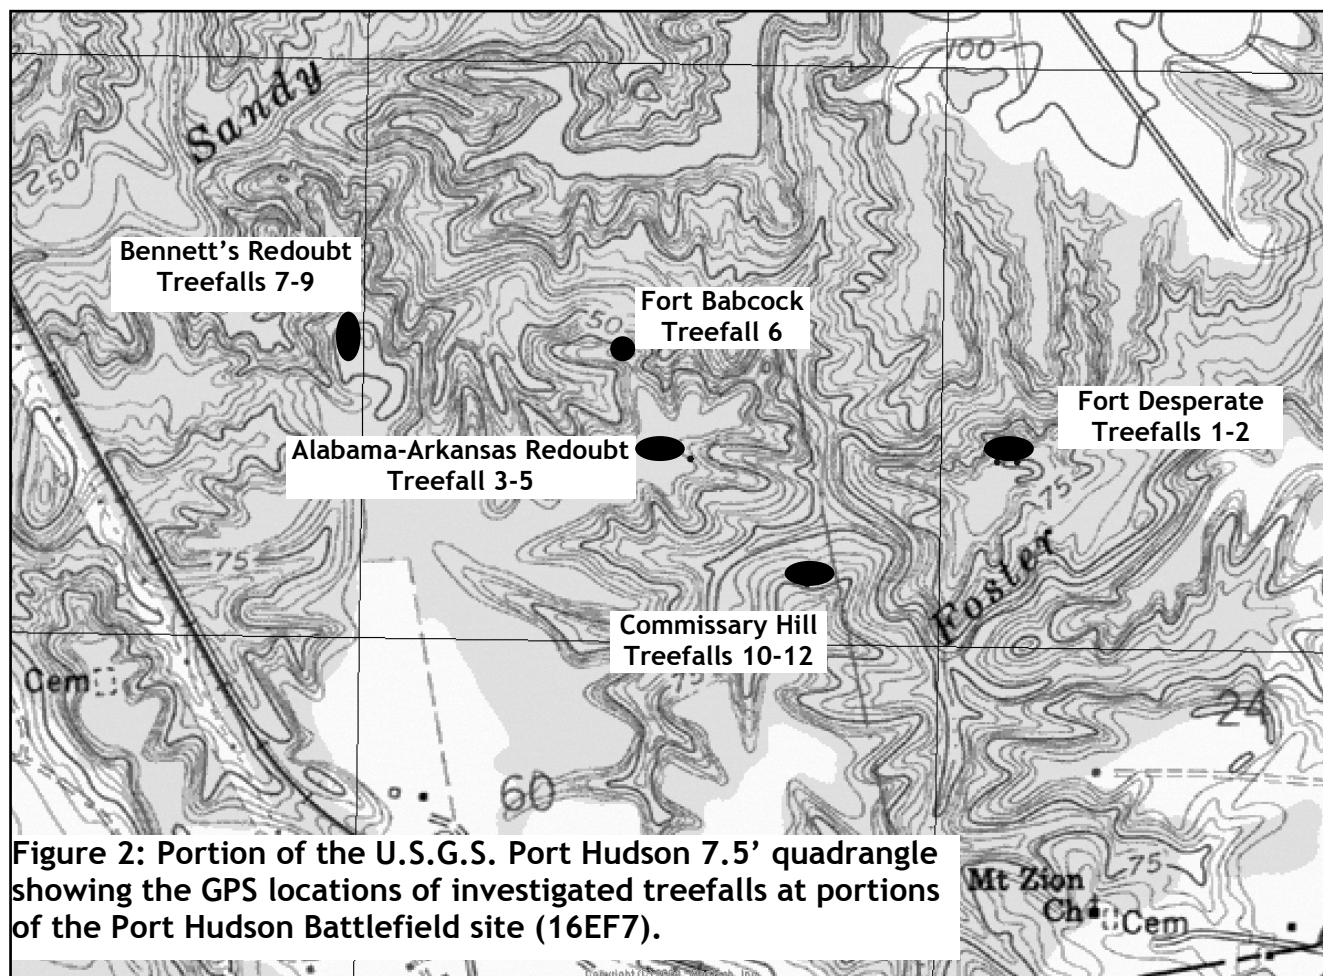 100
Sandy
250
Bennett’s Redoubt
Treefalls 7-9
Fort Babcock
Treefall 6
50
Fort Desperate
Treefalls 1-2
Alabama-Arkansas Redoubt
Treefall 3-5
75
75
Foster
Commissary Hill
Treefalls 10-12
75
Cem
24
60
Figure 2: Portion of the U.S.G.S. Port Hudson 7.5’ quadrangle
showing the GPS locations of investigated treefalls at portions
of the Port Hudson Battlefield site (16EF7).
75
Mt Zion
Ch
Cem